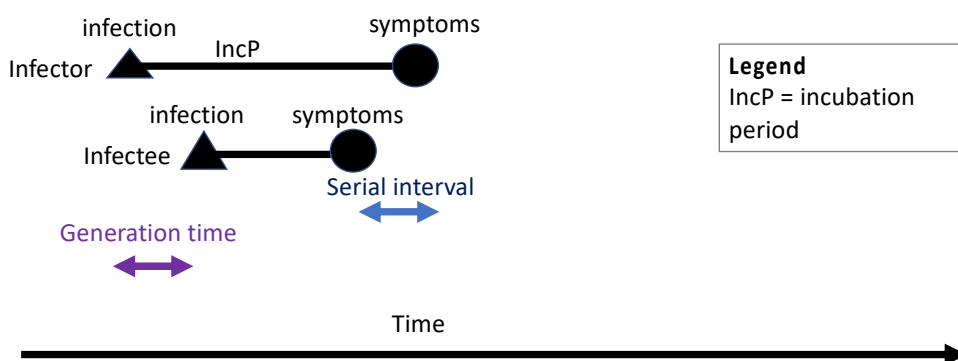 infection
symptoms
IncP
Infector
infection
symptoms
Infectee
Serial interval
Generation time
Time
Legend
IncP = incubation
period